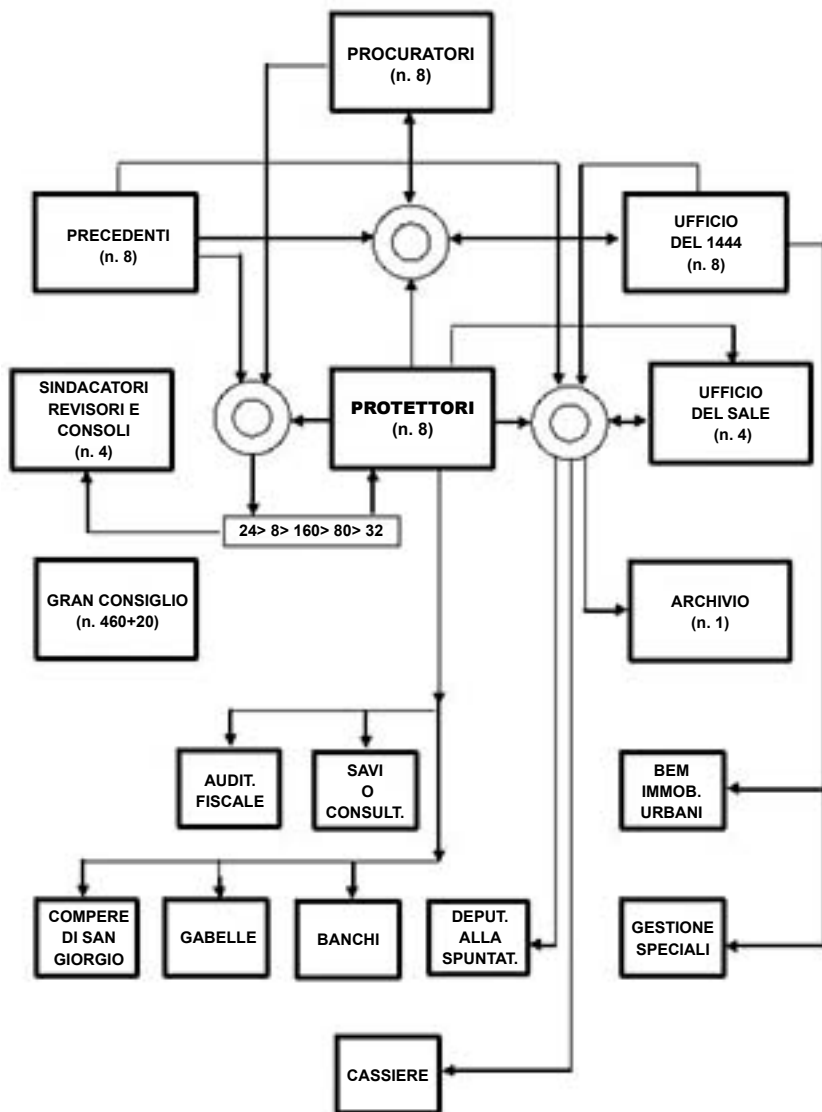 PROCURATORI
(n. 8)
PRECEDENTI
(n. 8)
UFFICIO
DEL 1444
(n. 8)
SINDACATORI
REVISORI E
CONSOLI
(n. 4)
PROTETTORI
(n. 8)
UFFICIO
DEL SALE
(n. 4)
24> 8> 160> 80> 32
GRAN CONSIGLIO
(n. 460+20)
ARCHIVIO
(n. 1)
AUDIT.
FISCALE
SAVI
O
CONSULT.
BEM
IMMOB.
URBANI
COMPERE
DI SAN
GIORGIO
GABELLE
BANCHI
DEPUT.
ALLA
SPUNTAT.
GESTIONE
SPECIALI
CASSIERE